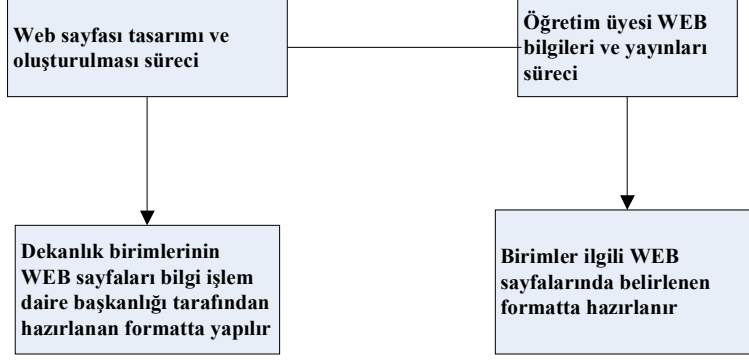 Web sayfası tasarımı ve
oluşturulması süreci
Öğretim üyesi WEB
bilgileri ve yayınları
süreci
Dekanlık birimlerinin
WEB sayfaları bilgi işlem
daire başkanlığı tarafından
hazırlanan formatta yapılır
Birimler ilgili WEB
sayfalarında belirlenen
formatta hazırlanır